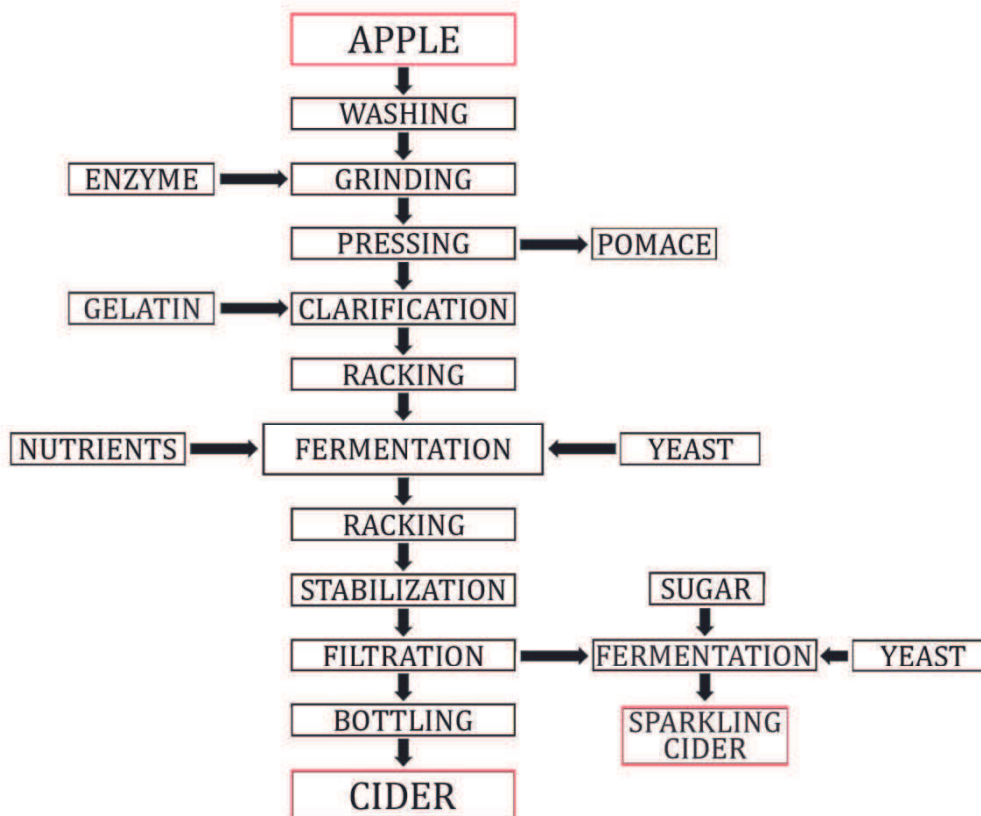 APPLE
WASHING
ENZYME
GRINDING
PRESSING
POMACE
GELATIN
CLARIFICATION
RACKING
NUTRIENTS
FERMENTATION
YEAST
RACKING
STABILIZATION
SUGAR
FILTRATION
FERMENTATION
YEAST
BOTTLING
SPARKLING
CIDER
CIDER